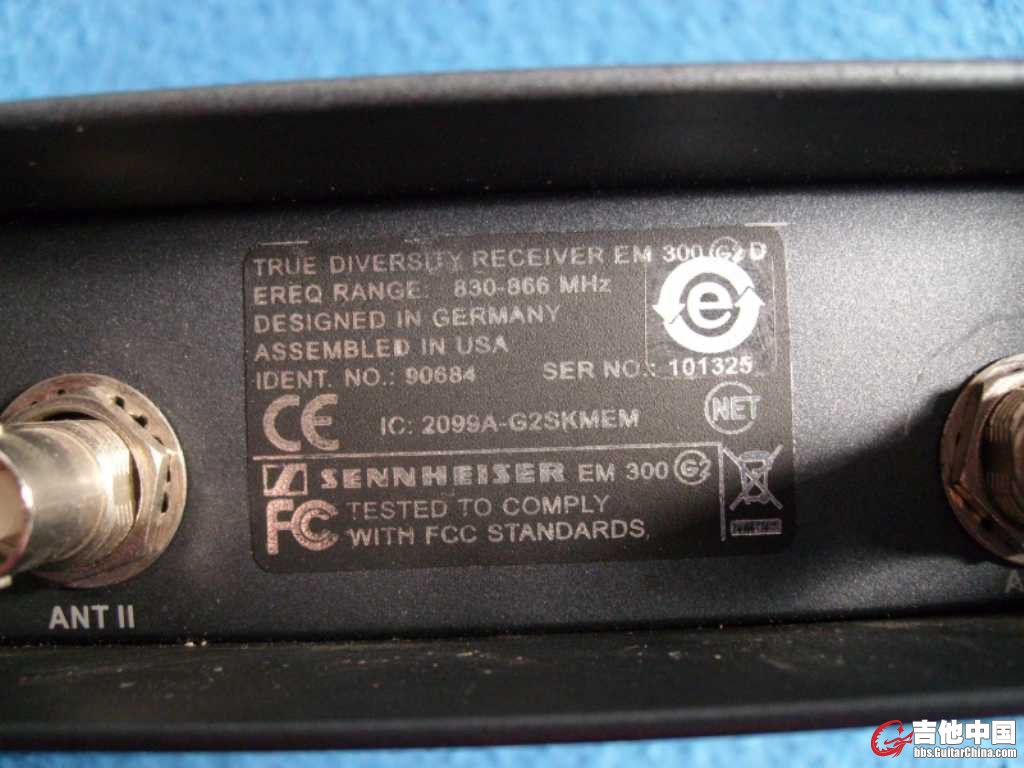 TRUE DIVERSITY RECEIVER EM 300 G2 D
EREQ RANGE: 830-866 MHz
DESIGNED IN GERMANY
ASSEMBLED IN USA
IDENT. NO.: 90684 SER NO.: 101325
e
CE IC: 2099A-G2SKMEM NET
SENNHEISER EM 300 G2
FC TESTED TO COMPLY
WITH FCC STANDARDS.
ANT II
吉他中国
bbs.GuitarChina.com